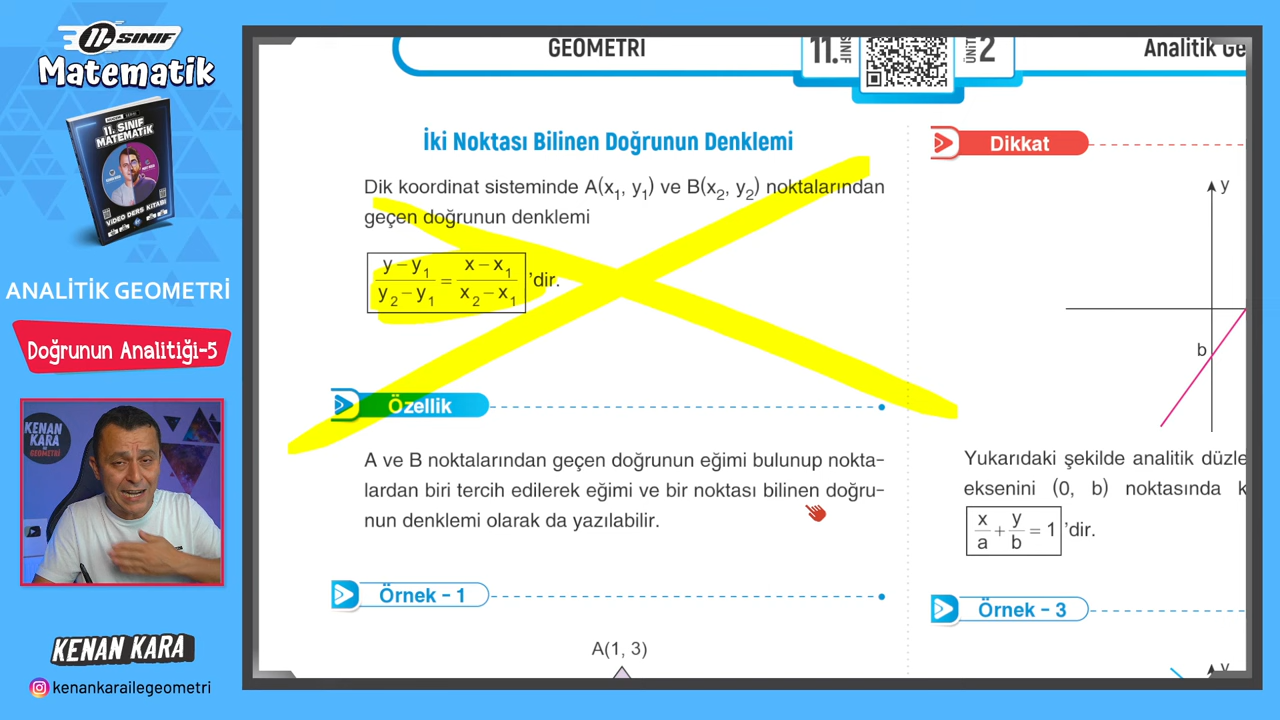 11. SINIF
Matematik
11. SINIF
MATEMATİK
VİDEO DERS KİTABI
ANALİTİK GEOMETRİ
Doğrunun Analitiği-5
KENAN
KARA
GEOMETRİ
KENAN KARA
kenankarailegeometri
GEOMETRİ
11. SINIF
ÜNİT 2
Analitik Ge
İki Noktası Bilinen Doğrunun Denklemi
Dik koordinat sisteminde A(x₁, y₁) ve B(x₂, y₂) noktalarından
geçen doğrunun denklemi
y – y₁ / y₂ – y₁ = x – x₁ / x₂ – x₁ 'dir.
Özellik
A ve B noktalarından geçen doğrunun eğimi bulunup nokta-
lardan biri tercih edilerek eğimi ve bir noktası bilinen doğru-
nun denklemi olarak da yazılabilir.
Örnek – 1
A(1, 3)
Dikkat
y
b
Yukarıdaki şekilde analitik düzle
eksenini (0, b) noktasında k
x/a + y/b = 1 'dir.
Örnek – 3
y